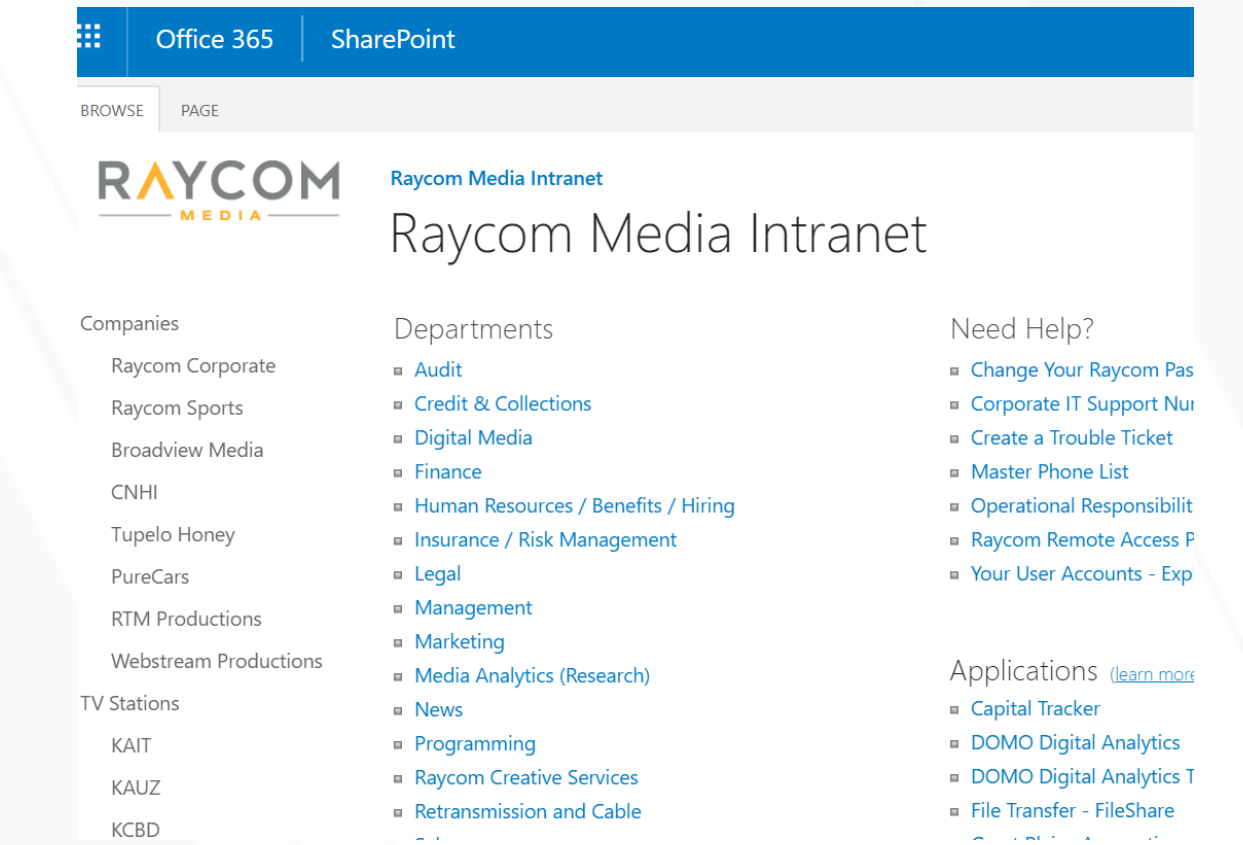 Office 365 SharePoint
BROWSE PAGE
RAYCOM
MEDIA
Raycom Media Intranet
Raycom Media Intranet
Companies
Raycom Corporate
Raycom Sports
Broadview Media
CNHI
Tupelo Honey
PureCars
RTM Productions
Webstream Productions
TV Stations
KAIT
KAUZ
KCBD
Departments
Audit
Credit & Collections
Digital Media
Finance
Human Resources / Benefits / Hiring
Insurance / Risk Management
Legal
Management
Marketing
Media Analytics (Research)
News
Programming
Raycom Creative Services
Retransmission and Cable
Need Help?
Change Your Raycom Pas
Corporate IT Support Nu
Create a Trouble Ticket
Master Phone List
Operational Responsibilit
Raycom Remote Access P
Your User Accounts - Exp
Applications (learn more
Capital Tracker
DOMO Digital Analytics
DOMO Digital Analytics T
File Transfer - FileShare